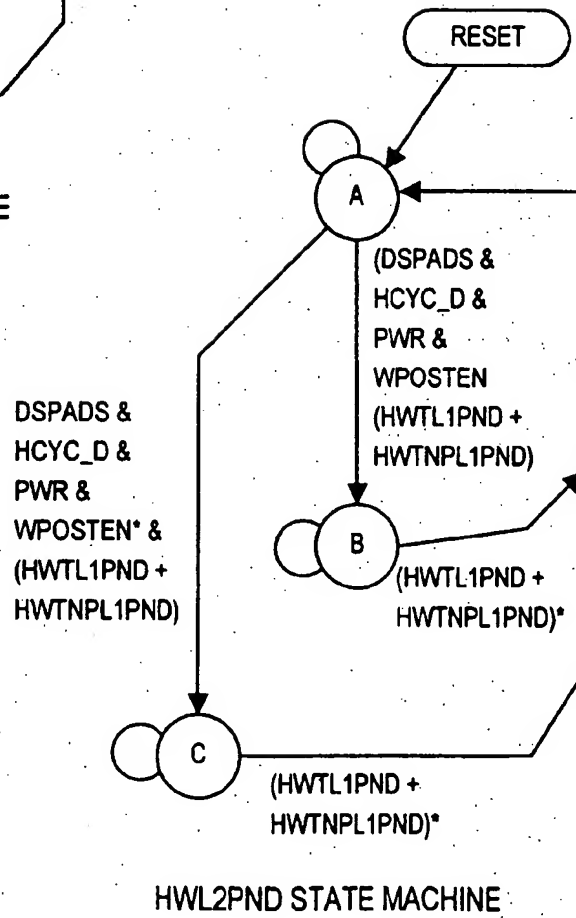 RESET
E
A
(DSPADS &
HCYC_D &
PWR &
WPOSTEN
(HWTL1PND +
HWTNPL1PND)
DSPADS &
HCYC_D &
PWR &
WPOSTEN* &
(HWTL1PND +
HWTNPL1PND)
B
(HWTL1PND +
HWTNPL1PND)*
C
(HWTL1PND +
HWTNPL1PND)*
HWL2PND STATE MACHINE